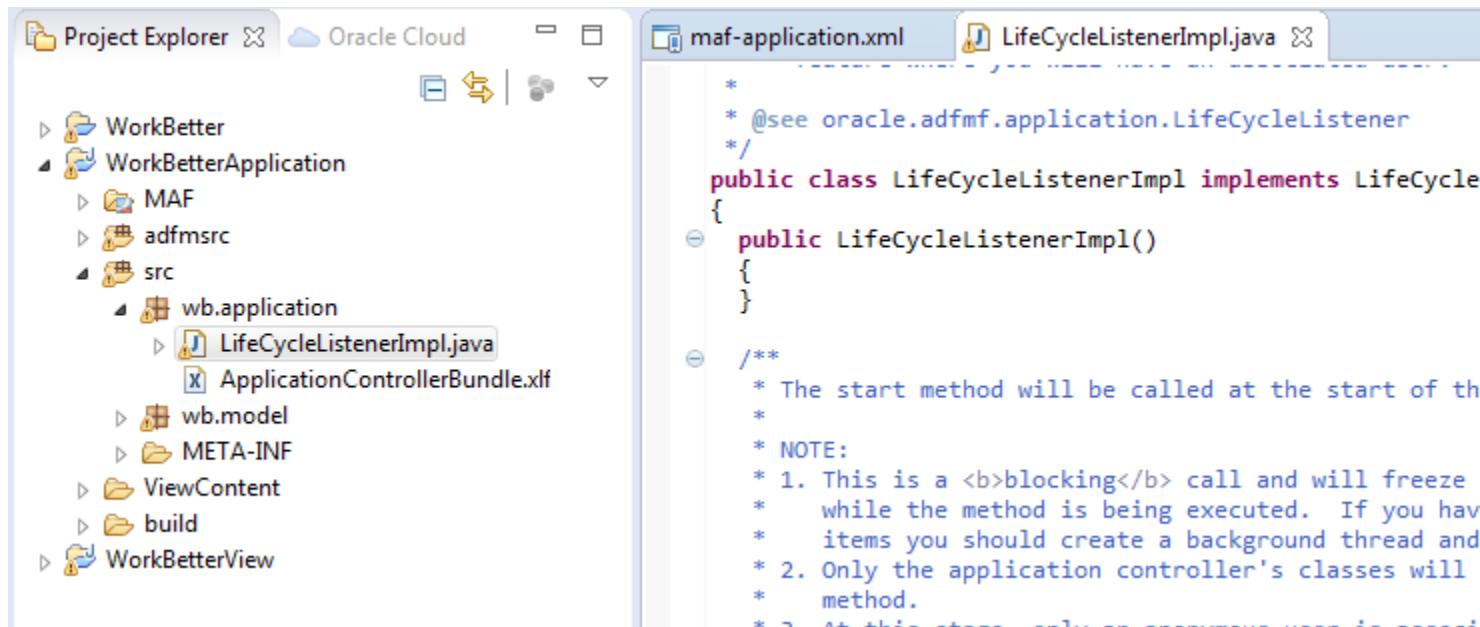 Project Explorer
Oracle Cloud
WorkBetter
WorkBetterApplication
MAF
adfmsrc
src
wb.application
LifeCycleListenerImpl.java
ApplicationControllerBundle.xlf
wb.model
META-INF
ViewContent
build
WorkBetterView
maf-application.xml
LifeCycleListenerImpl.java
*
* @see oracle.adfmf.application.LifeCycleListener
*/
public class LifeCycleListenerImpl implements LifeCycle
{
public LifeCycleListenerImpl()
{
}
/**
* The start method will be called at the start of th
*
* NOTE:
* 1. This is a <b>blocking</b> call and will freeze
* while the method is being executed. If you hav
* items you should create a background thread and
* 2. Only the application controller's classes will
* method.